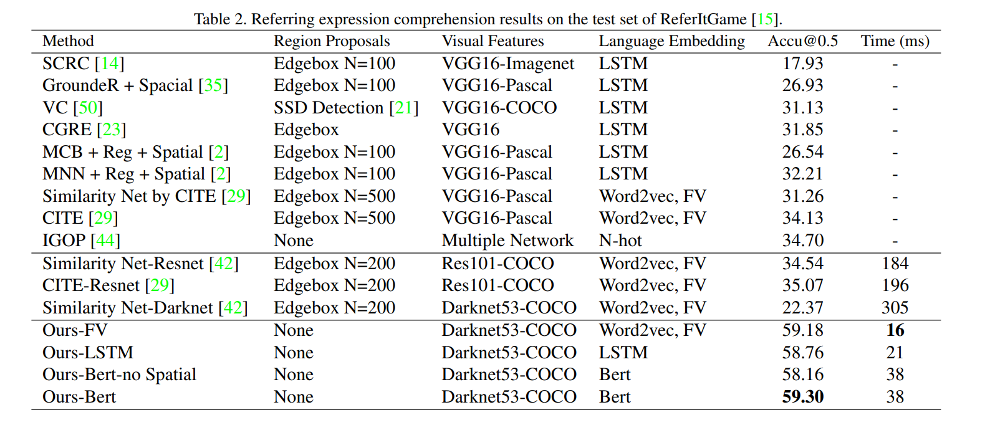 Table 2. Referring expression comprehension results on the test set of ReferItGame [15].
Method Region Proposals Visual Features Language Embedding Accu@0.5 Time (ms)
SCRC [14] Edgebox N=100 VGG16-Imagenet LSTM 17.93 -
GroundeR + Spacial [35] Edgebox N=100 VGG16-Pascal LSTM 26.93 -
VC [50] SSD Detection [21] VGG16-COCO LSTM 31.13 -
CGRE [23] Edgebox VGG16 LSTM 31.85 -
MCB + Reg + Spatial [2] Edgebox N=100 VGG16-Pascal LSTM 26.54 -
MNN + Reg + Spatial [2] Edgebox N=100 VGG16-Pascal LSTM 32.21 -
Similarity Net by CITE [29] Edgebox N=500 VGG16-Pascal Word2vec, FV 31.26 -
CITE [29] Edgebox N=500 VGG16-Pascal Word2vec, FV 34.13 -
IGOP [44] None Multiple Network N-hot 34.70 -
Similarity Net-Resnet [42] Edgebox N=200 Res101-COCO Word2vec, FV 34.54 184
CITE-Resnet [29] Edgebox N=200 Res101-COCO Word2vec, FV 35.07 196
Similarity Net-Darknet [42] Edgebox N=200 Darknet53-COCO Word2vec, FV 22.37 305
Ours-FV None Darknet53-COCO Word2vec, FV 59.18 16
Ours-LSTM None Darknet53-COCO LSTM 58.76 21
Ours-Bert-no Spatial None Darknet53-COCO Bert 58.16 38
Ours-Bert None Darknet53-COCO Bert 59.30 38